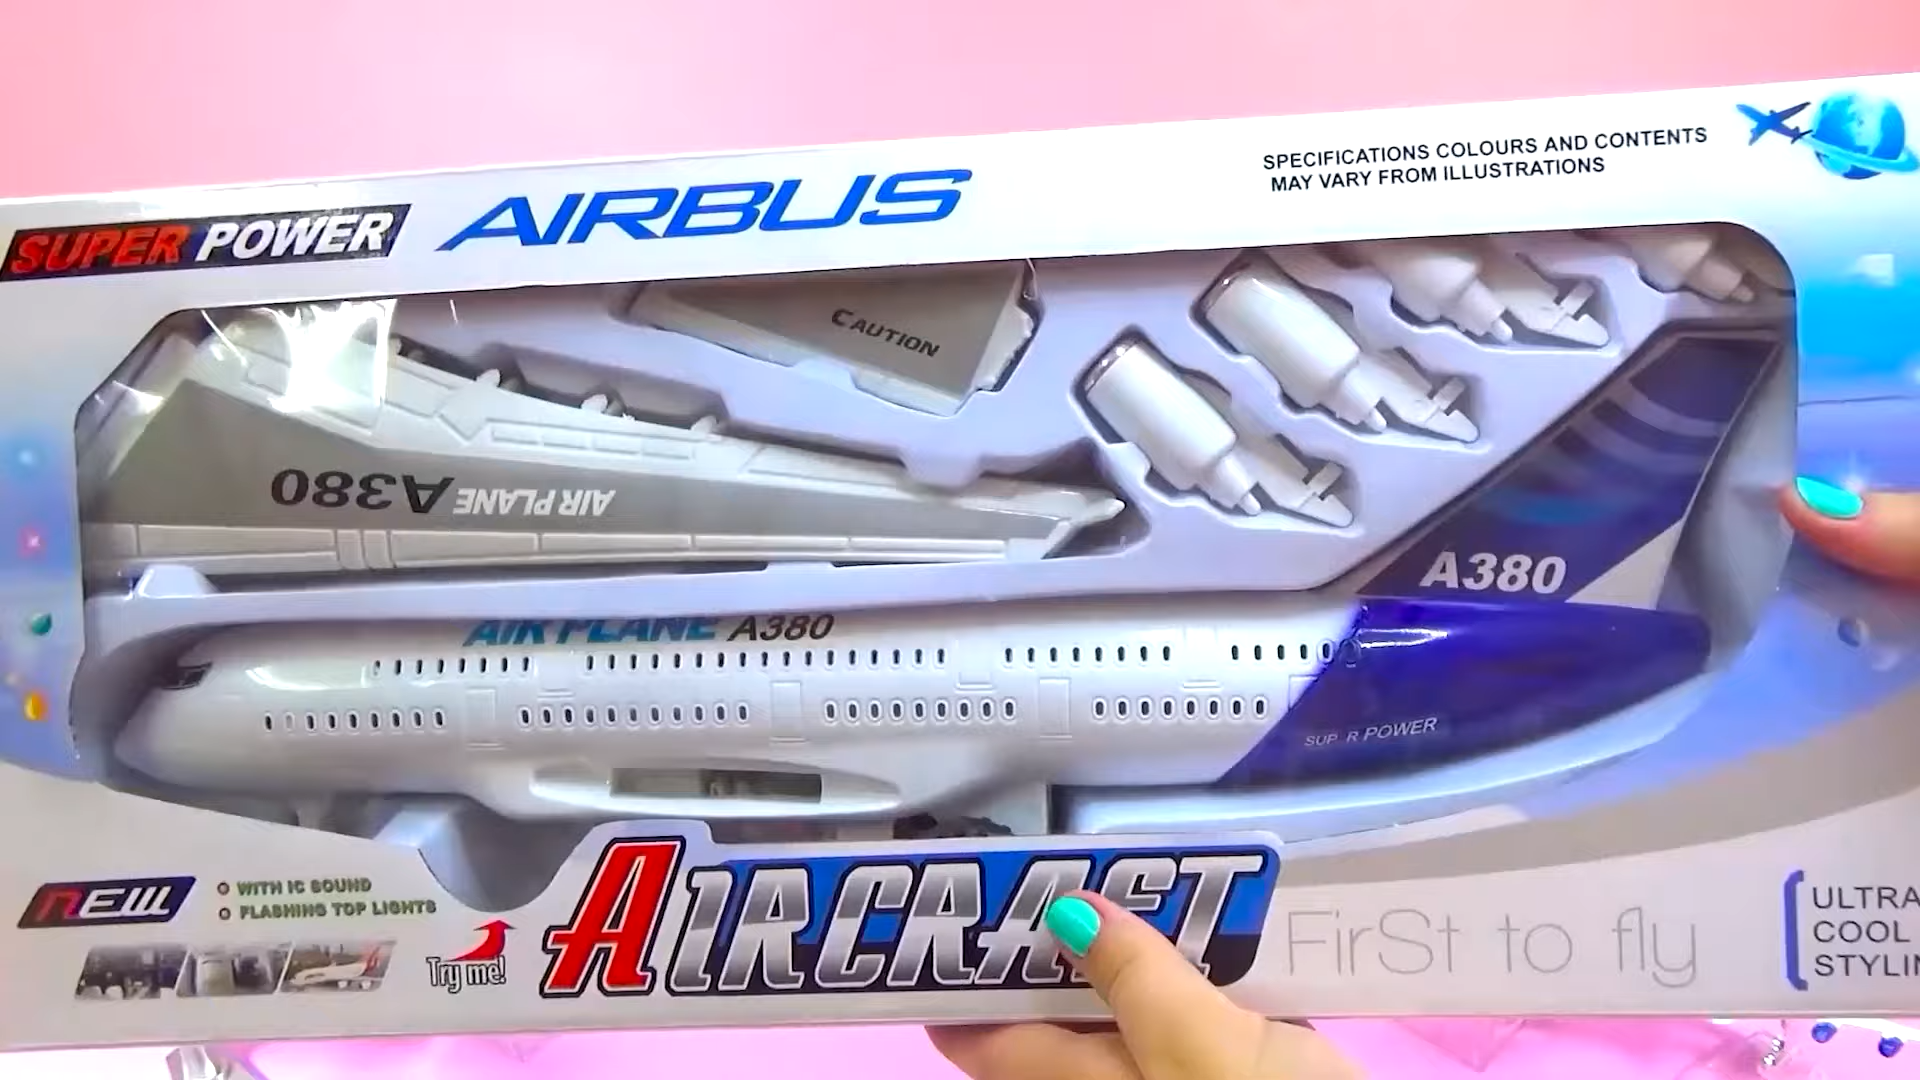 SUPER POWER AIRBUS
SPECIFICATIONS COLOURS AND CONTENTS
MAY VARY FROM ILLUSTRATIONS
CAUTION
AIR PLANE A380
A380
AIR PLANE A380
SUP R POWER
NEW
WITH IC SOUND
FLASHING TOP LIGHTS
Try me!
AIRCRAFT
FirSt to fly
ULTRA
COOL
STYLIN